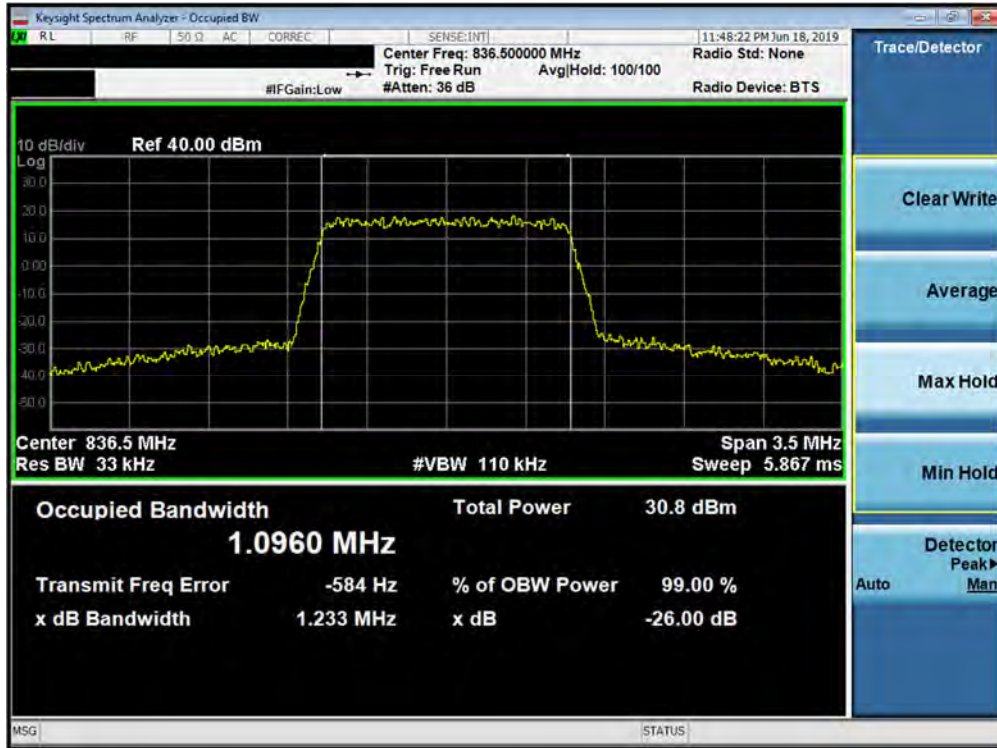 Keysight Spectrum Analyzer - Occupied BW
LXI RL RF 50 Ω AC CORREC SENSE:INT 11:48:22 PM Jun 18, 2019
Center Freq: 836.500000 MHz Radio Std: None
Trig: Free Run Avg|Hold: 100/100
#IFGain:Low #Atten: 36 dB Radio Device: BTS
10 dB/div Ref 40.00 dBm
Log
30.0
20.0
10.0
0.00
-10.0
-20.0
-30.0
-40.0
-50.0
Center 836.5 MHz Span 3.5 MHz
Res BW 33 kHz #VBW 110 kHz Sweep 5.867 ms
Occupied Bandwidth Total Power 30.8 dBm
1.0960 MHz
Transmit Freq Error -584 Hz % of OBW Power 99.00 %
x dB Bandwidth 1.233 MHz x dB -26.00 dB
MSG STATUS
Trace/Detector
Clear Write
Average
Max Hold
Min Hold
Detector
Peak▶
Auto Man